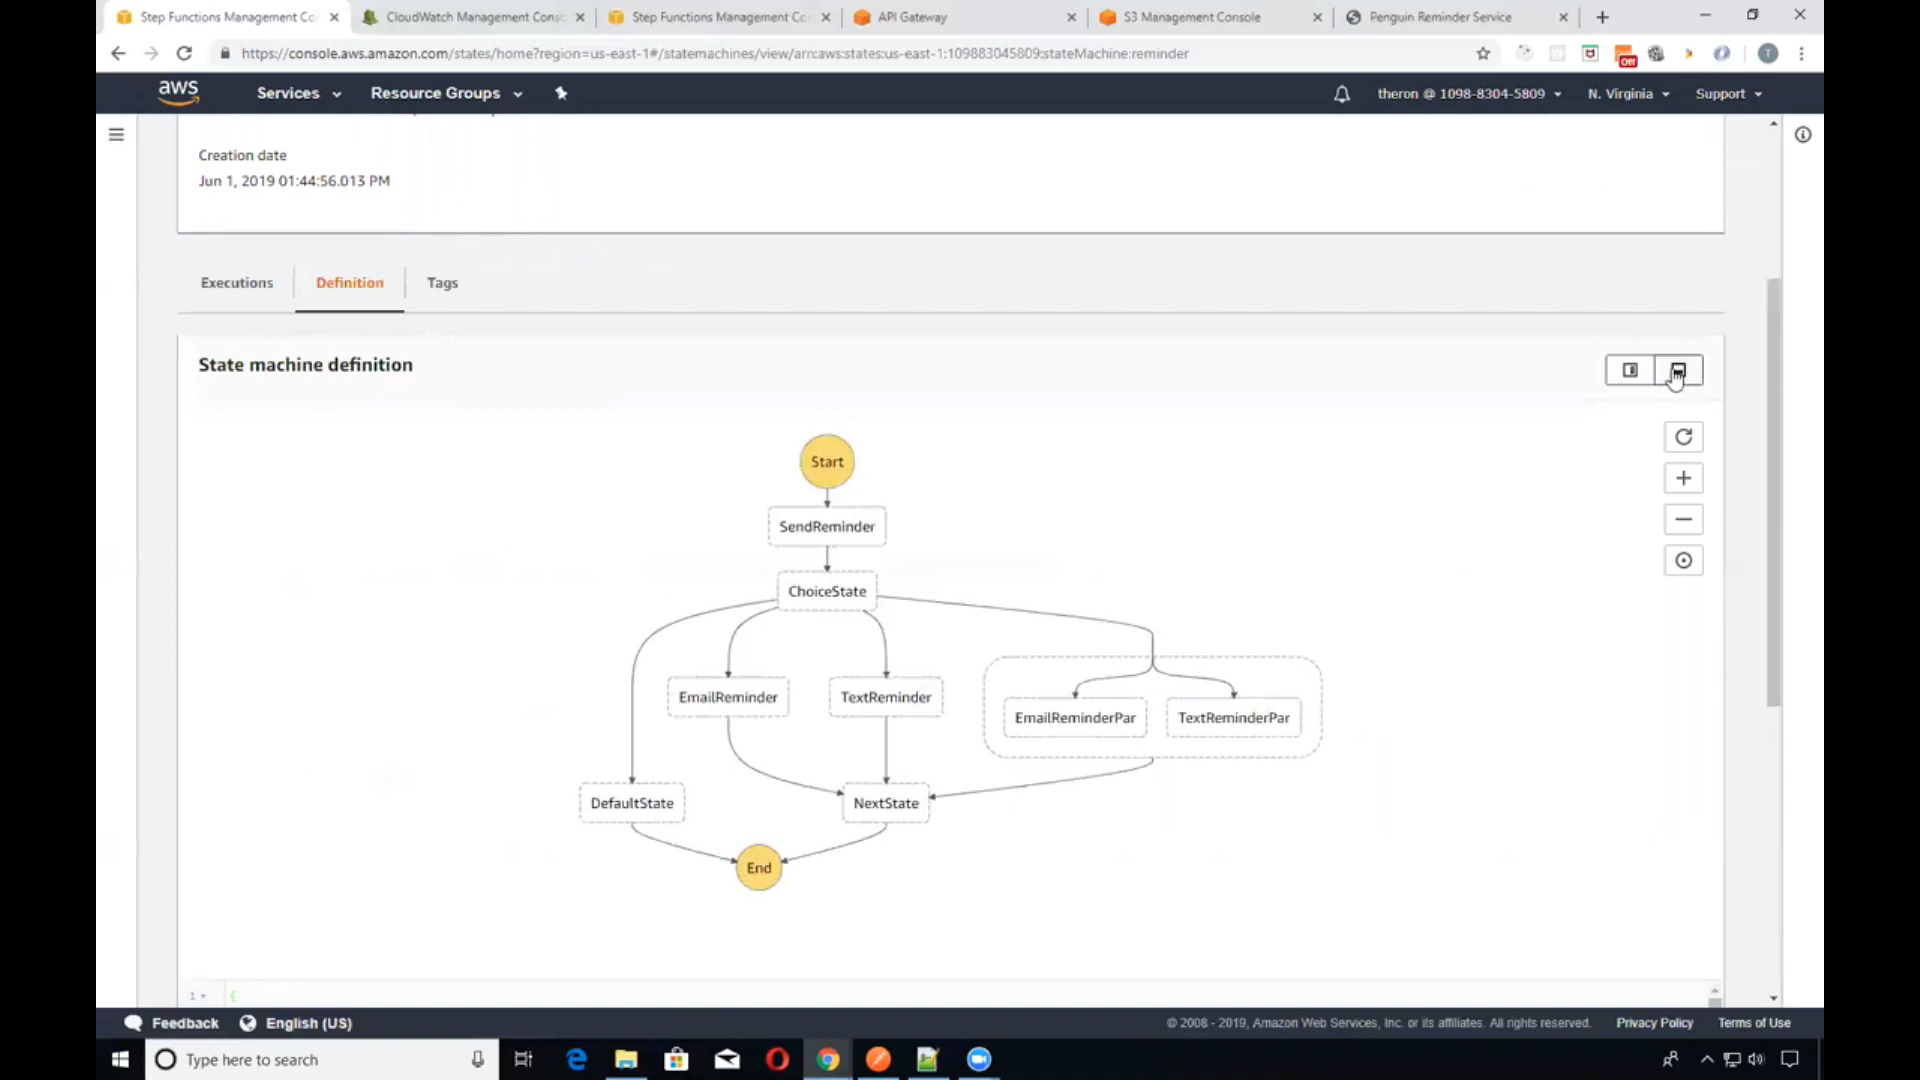 Step Functions Management Co
CloudWatch Management Conso
Step Functions Management Co
API Gateway
S3 Management Console
Penguin Reminder Service
https://console.aws.amazon.com/states/home?region=us-east-1#/statemachines/view/arn:aws:states:us-east-1:109883045809:stateMachine:reminder
Off
T
aws
Services
Resource Groups
theron @ 1098-8304-5809
N. Virginia
Support
Creation date
Jun 1, 2019 01:44:56.013 PM
Executions
Definition
Tags
State machine definition
Start
SendReminder
ChoiceState
EmailReminder
TextReminder
EmailReminderPar
TextReminderPar
DefaultState
NextState
End
1
{
Feedback
English (US)
© 2008 - 2019, Amazon Web Services, Inc. or its affiliates. All rights reserved.
Privacy Policy
Terms of Use
Type here to search